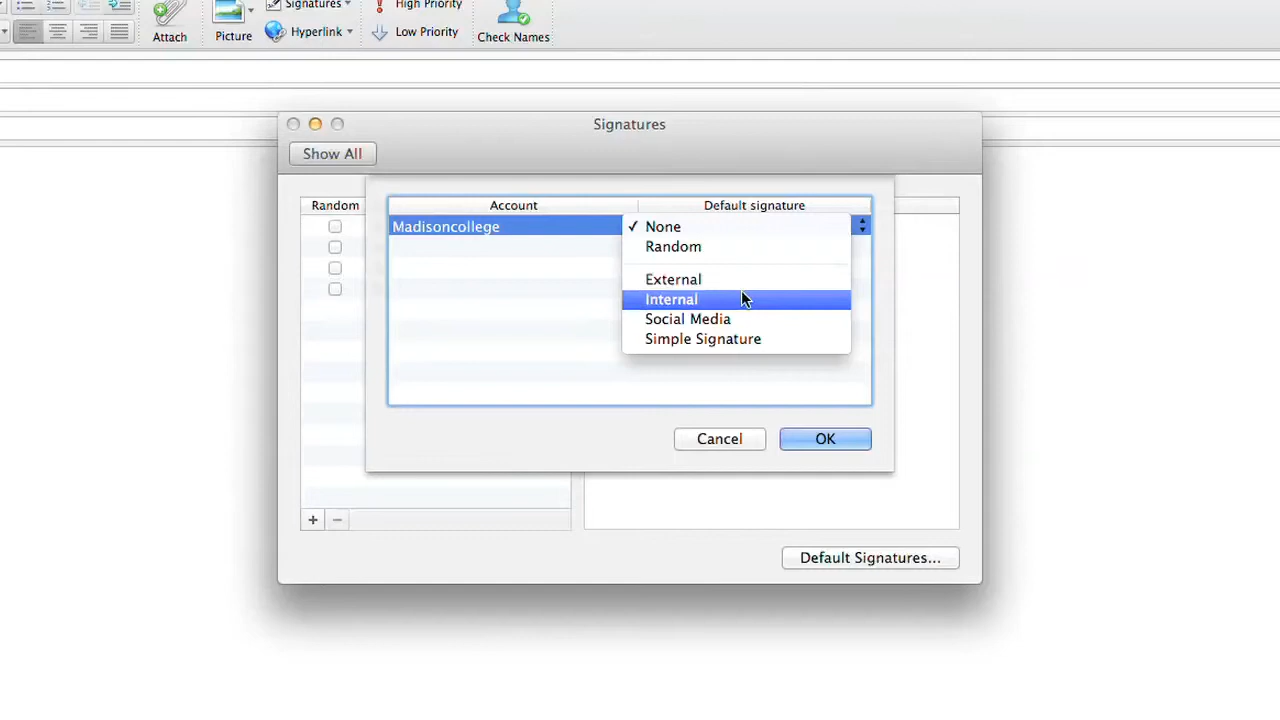 Signatures
High Priority
Attach
Picture
Hyperlink
Low Priority
Check Names
Signatures
Show All
Random
Account
Default signature
Madisoncollege
✓ None
Random
External
Internal
Social Media
Simple Signature
Cancel
OK
+ −
Default Signatures...